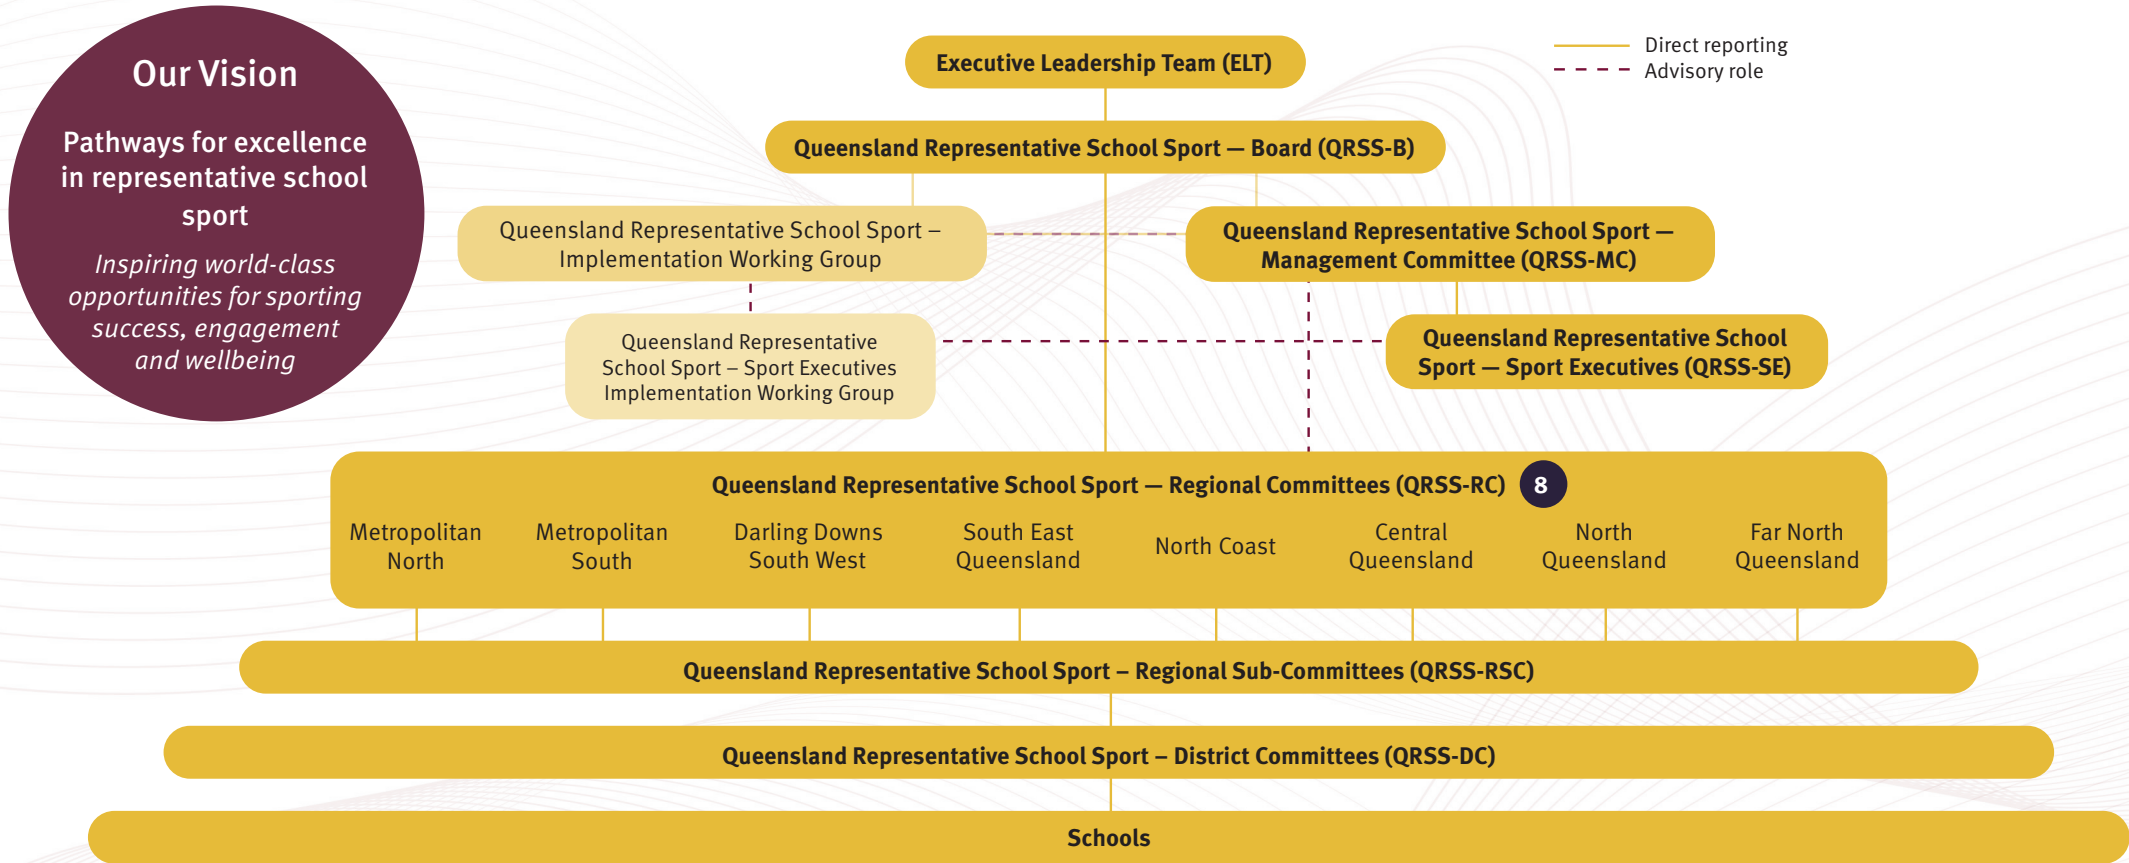 Our Vision
Pathways for excellence
in representative school
sport
Inspiring world-class
opportunities for sporting
success, engagement
and wellbeing
Direct reporting
Advisory role
Executive Leadership Team (ELT)
Queensland Representative School Sport — Board (QRSS-B)
Queensland Representative School Sport –
Implementation Working Group
Queensland Representative School Sport —
Management Committee (QRSS-MC)
Queensland Representative
School Sport – Sport Executives
Implementation Working Group
Queensland Representative School
Sport — Sport Executives (QRSS-SE)
Queensland Representative School Sport — Regional Committees (QRSS-RC) 8
Metropolitan
North
Metropolitan
South
Darling Downs
South West
South East
Queensland
North Coast
Central
Queensland
North
Queensland
Far North
Queensland
Queensland Representative School Sport – Regional Sub-Committees (QRSS-RSC)
Queensland Representative School Sport – District Committees (QRSS-DC)
Schools